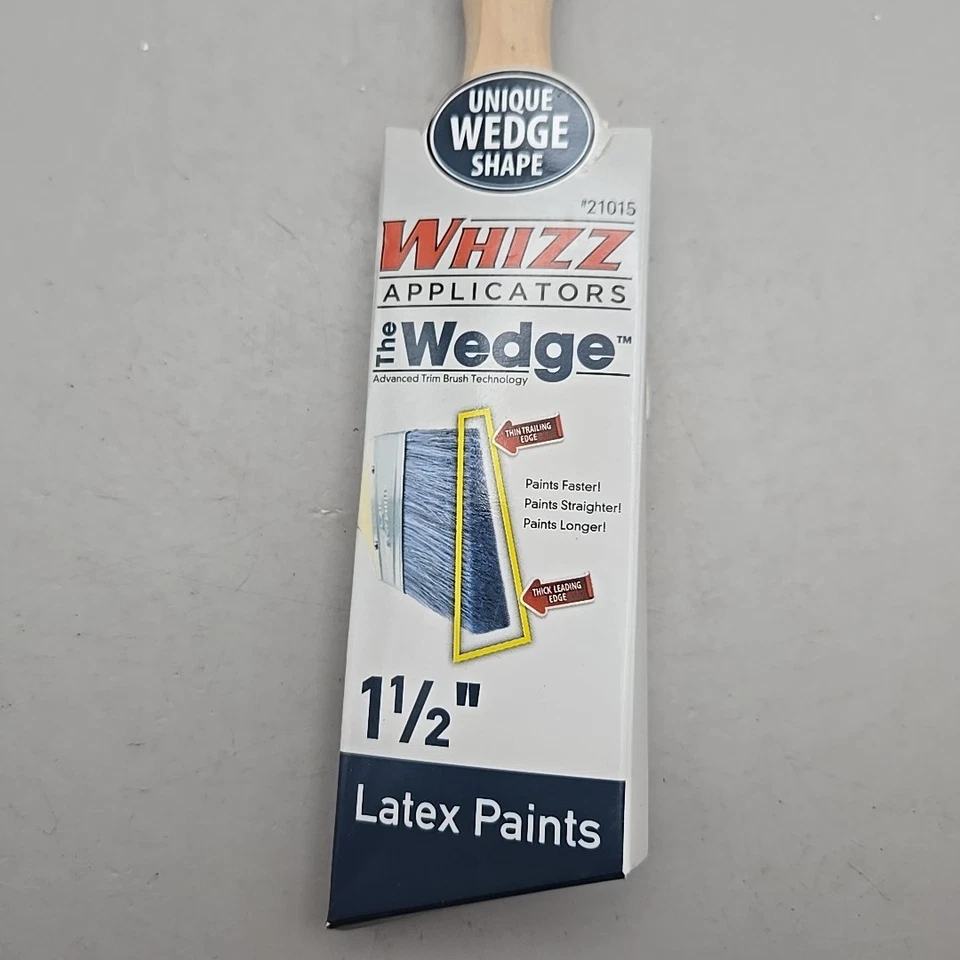 UNIQUE
WEDGE
SHAPE
#21015
WHIZZ
APPLICATORS
The Wedge™
Advanced Trim Brush Technology
THIN TRAILING
EDGE
Paints Faster!
Paints Straighter!
Paints Longer!
THICK LEADING
EDGE
1½"
Latex Paints